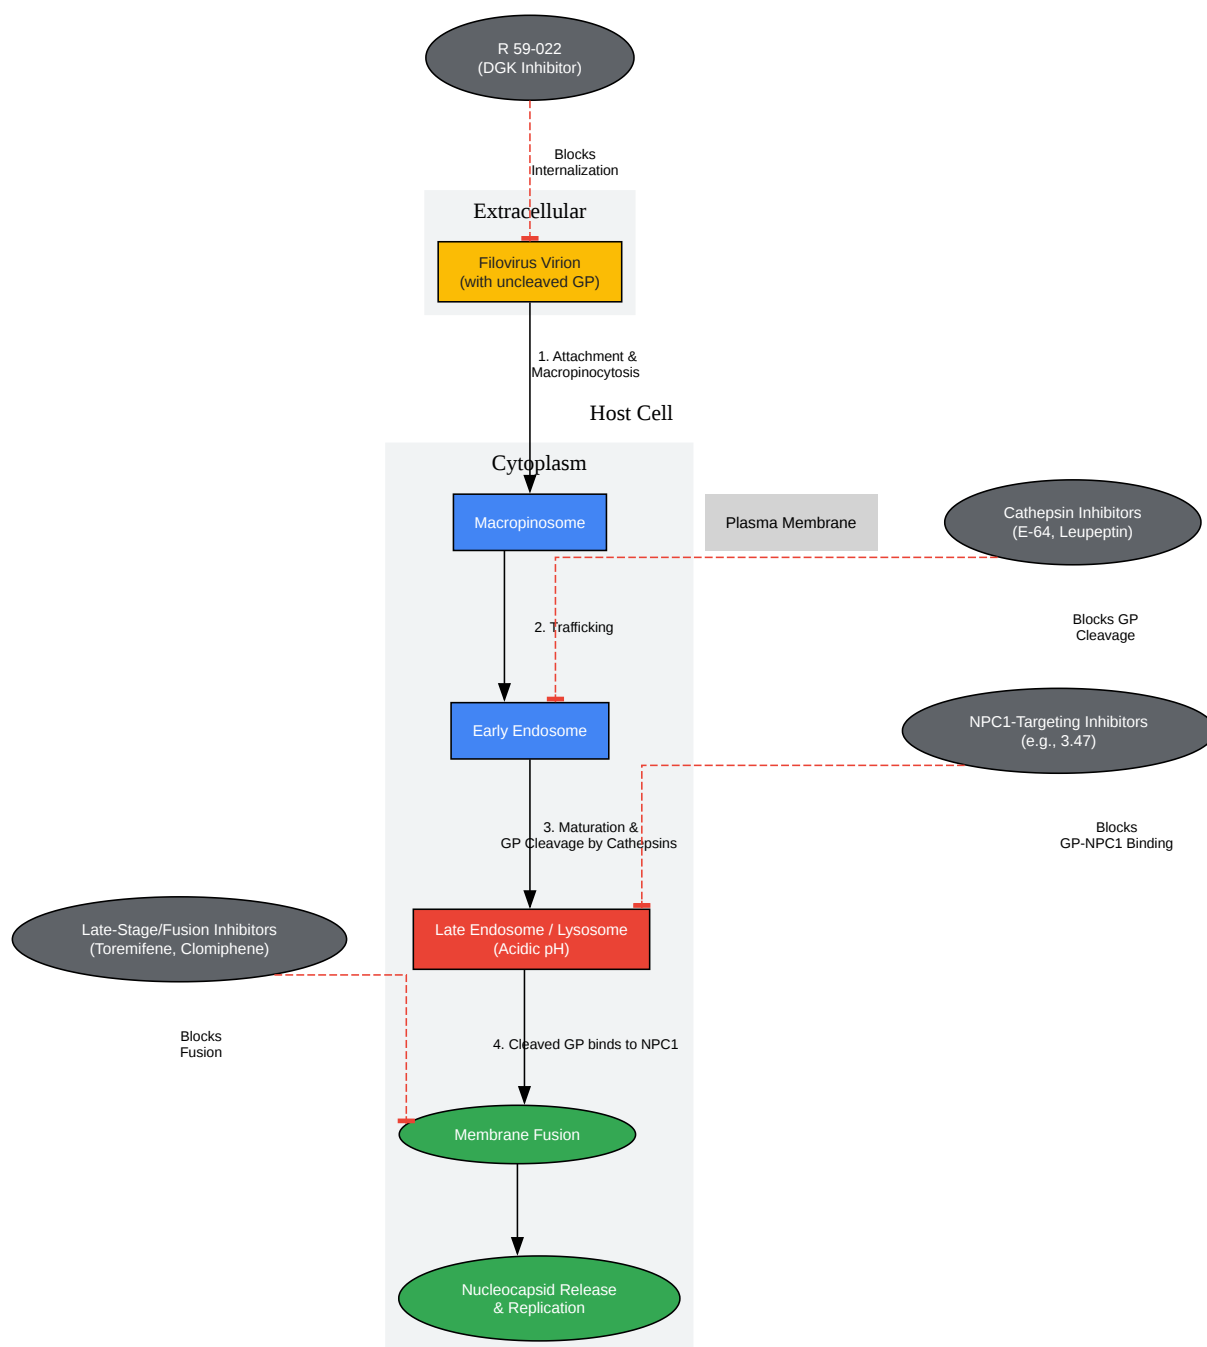 R 59-022
(DGK Inhibitor)
Blocks
Internalization
Extracellular
Filovirus Virion
(with uncleaved GP)
1. Attachment &
Macropinocytosis
Host Cell
Cytoplasm
Macropinosome
Plasma Membrane
Cathepsin Inhibitors
(E-64, Leupeptin)
2. Trafficking
Blocks GP
Cleavage
Early Endosome
NPC1-Targeting Inhibitors
(e.g., 3.47)
3. Maturation &
GP Cleavage by Cathepsins
Blocks
GP-NPC1 Binding
Late-Stage/Fusion Inhibitors
(Toremifene, Clomiphene)
Late Endosome / Lysosome
(Acidic pH)
Blocks
Fusion
4. Cleaved GP binds to NPC1
Membrane Fusion
Nucleocapsid Release
& Replication